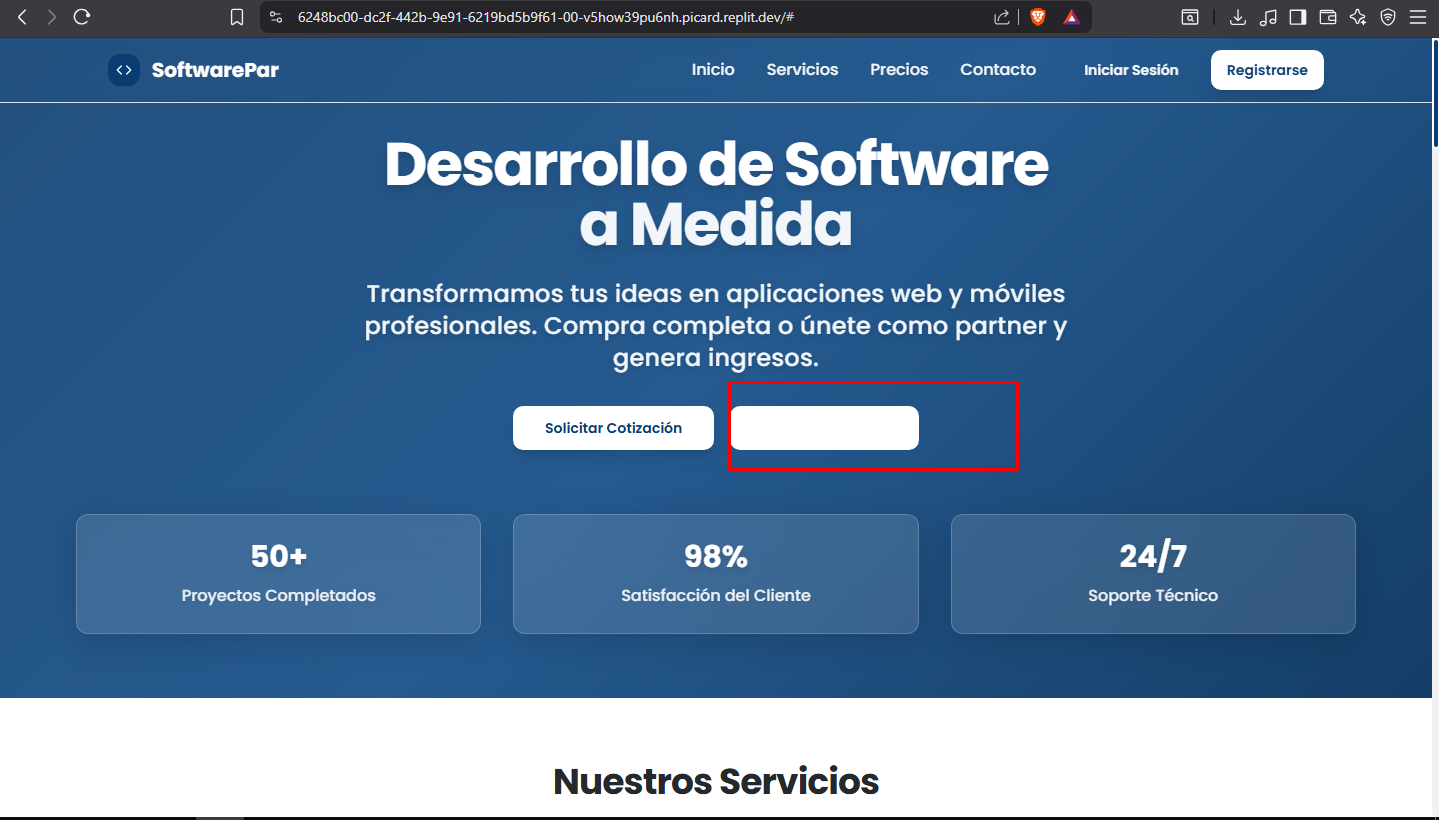 6248bc00-dc2f-442b-9e91-6219bd5b9f61-00-v5how39pu6nh.picard.replit.dev/#
SoftwarePar
Inicio
Servicios
Precios
Contacto
Iniciar Sesión
Registrarse
Desarrollo de Software
a Medida
Transformamos tus ideas en aplicaciones web y móviles
profesionales. Compra completa o únete como partner y
genera ingresos.
Solicitar Cotización
50+
Proyectos Completados
98%
Satisfacción del Cliente
24/7
Soporte Técnico
Nuestros Servicios